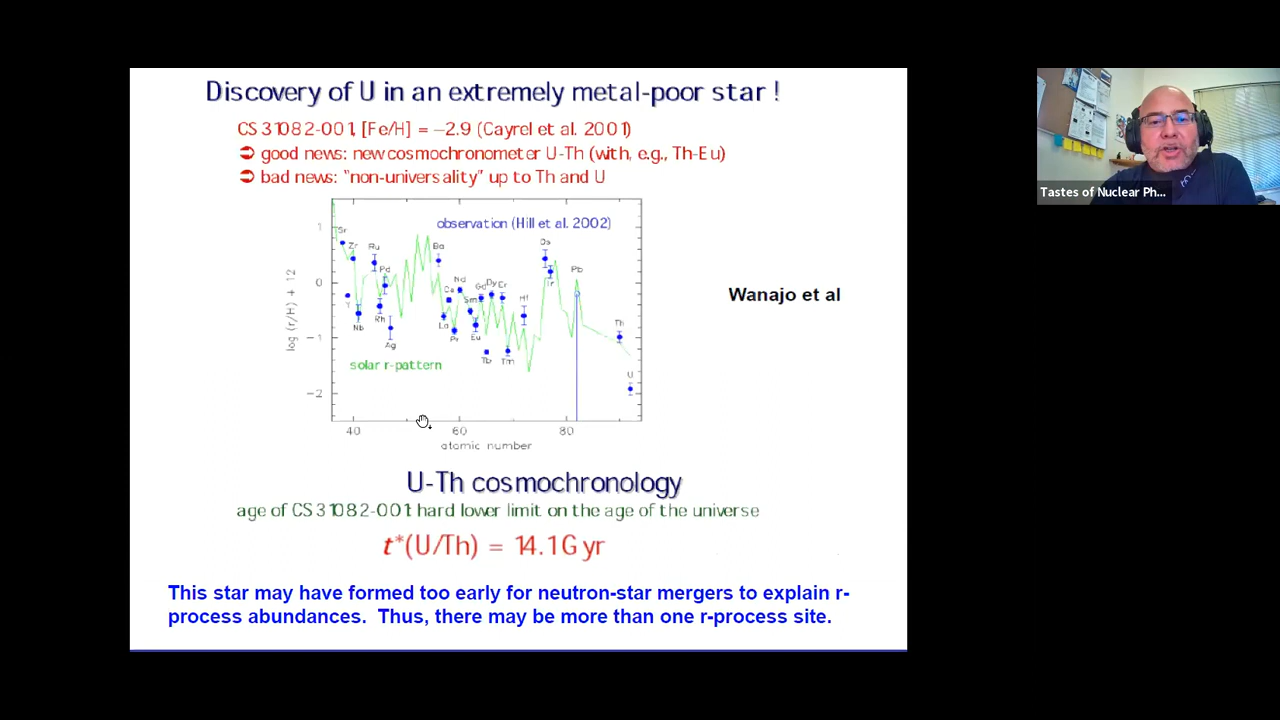 Discovery of U in an extremely metal-poor star !
CS 31082-001, [Fe/H] = −2.9 (Cayrel et al. 2001)
➲ good news: new cosmochronometer U-Th (with, e.g., Th-Eu)
➲ bad news: "non-universality" up to Th and U
observation (Hill et al. 2002)
solar r-pattern
log (r/H) + 12
1
0
−1
−2
Sr
Y
Zr
Nb
Ru
Rh
Pd
Ag
Ba
La
Ce
Pr
Nd
Sm
Eu
Gd
Tb
Dy
Er
Tm
Hf
Os
Ir
Pb
Th
U
40
60
80
atomic number
Wanajo et al
U-Th cosmochronology
age of CS 31082-001: hard lower limit on the age of the universe
t*(U/Th) = 14.1 Gyr
This star may have formed too early for neutron-star mergers to explain r-
process abundances. Thus, there may be more than one r-process site.
Tastes of Nuclear Ph...